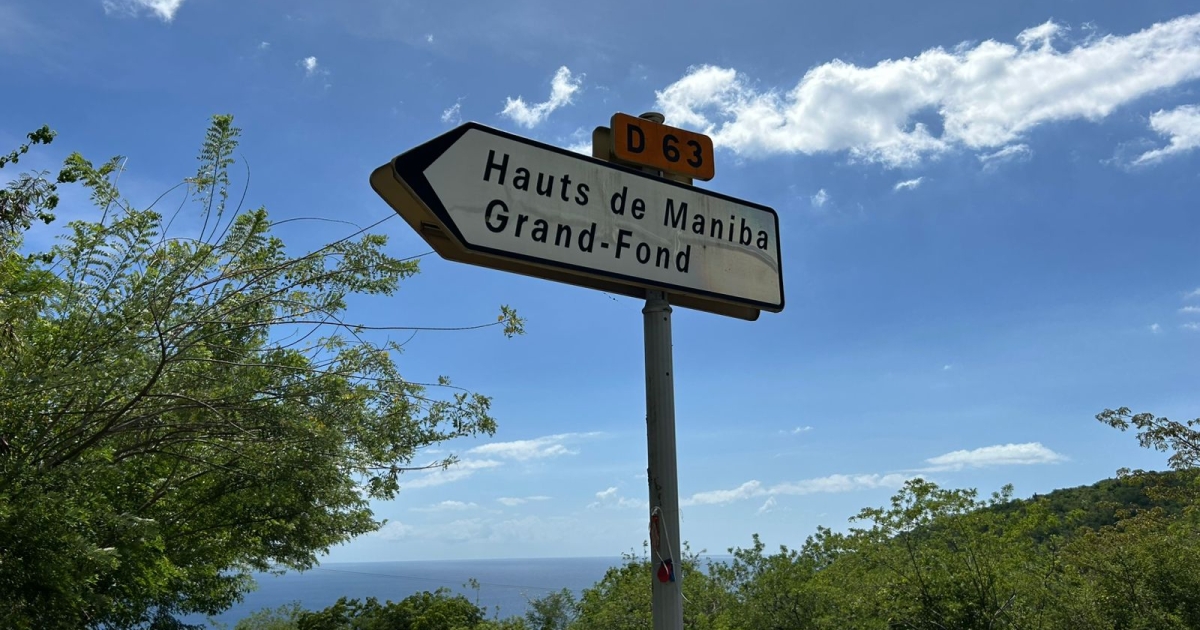 D 63
Hauts de Maniba
Grand-Fond